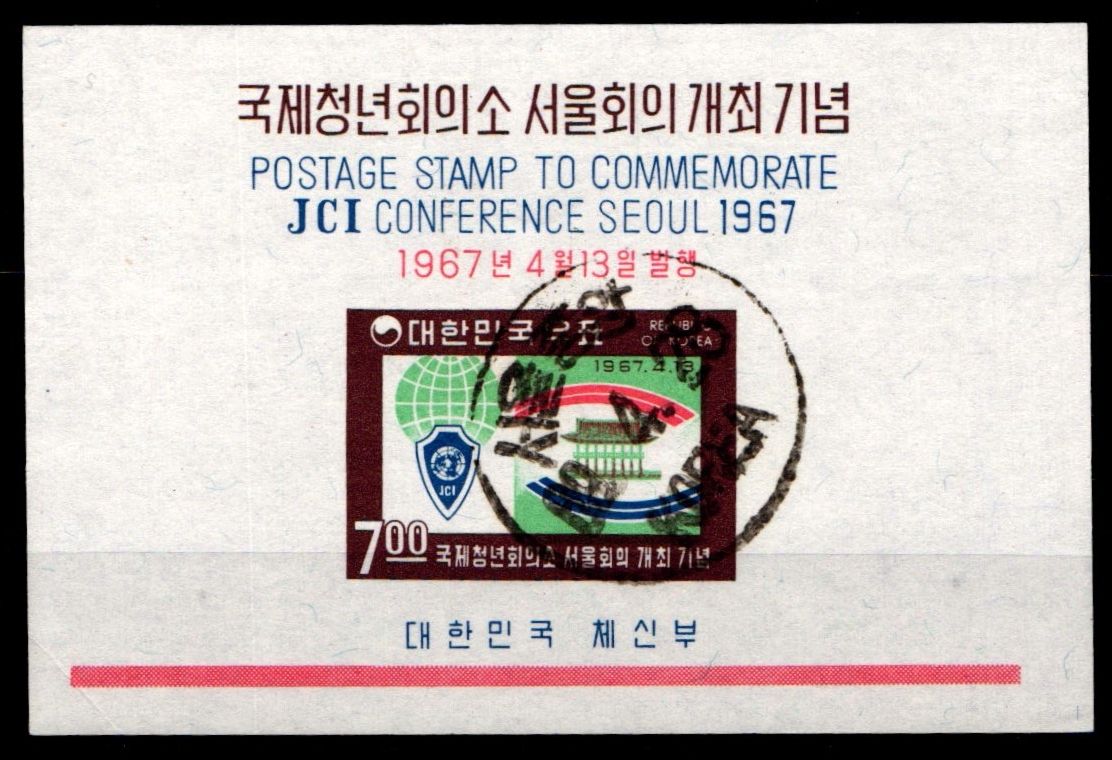 국제청년회의소 서울회의 개최 기념
POSTAGE STAMP TO COMMEMORATE
JCI CONFERENCE SEOUL 1967
1967년 4월 13일 발행
대한민국 우표
REPUBLIC
OF KOREA
1967.4.13
JCI
7 00
국제청년회의소 서울회의 개최 기념
KOREA
대한민국 체신부